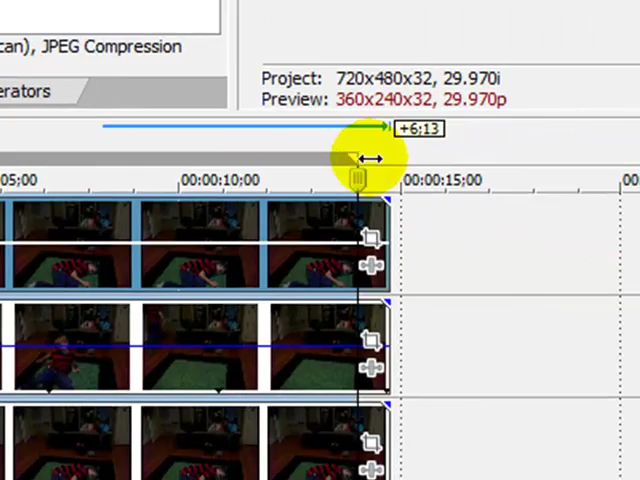 can), JPEG Compression
erators
Project: 720x480x32, 29.970i
Preview: 360x240x32, 29.970p
+6;13
05;00 00:00:10;00 00:00:15;00 00